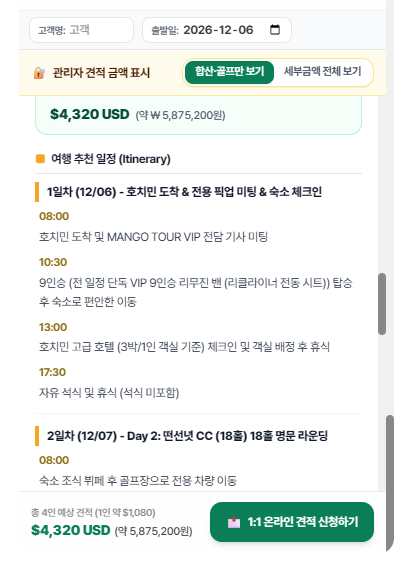 고객명: 고객 출발일: 2026-12-06
관리자 견적 금액 표시 합산·골프만 보기 세부금액 전체 보기
$4,320 USD (약 ₩ 5,875,200원)
여행 추천 일정 (Itinerary)
1일차 (12/06) - 호치민 도착 & 전용 픽업 미팅 & 숙소 체크인
08:00
호치민 도착 및 MANGO TOUR VIP 전담 기사 미팅
10:30
9인승 (전 일정 단독 VIP 9인승 리무진 밴 (리클라이너 전동 시트)) 탑승
후 숙소로 편안한 이동
13:00
호치민 고급 호텔 (3박/1인 객실 기준) 체크인 및 객실 배정 후 휴식
17:30
자유 석식 및 휴식 (석식 미포함)
2일차 (12/07) - Day 2: 떤선넛 CC (18홀) 18홀 명문 라운딩
08:00
숙소 조식 뷔페 후 골프장으로 전용 차량 이동
총 4인 예상 견적 (1인 약 $1,080)
$4,320 USD (약 5,875,200원)
1:1 온라인 견적 신청하기